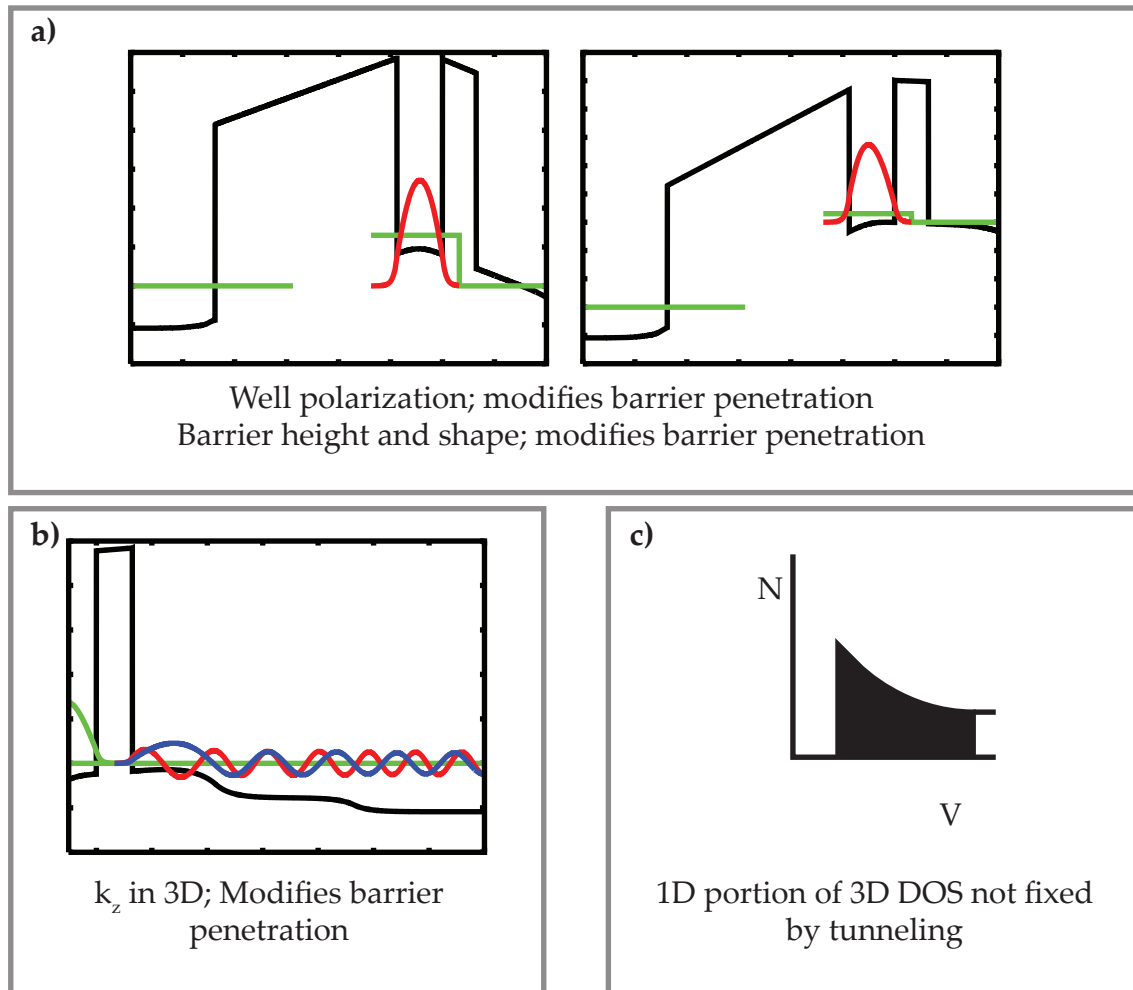 a)
Well polarization; modifies barrier penetration
Barrier height and shape; modifies barrier penetration
b)
k_z in 3D; Modifies barrier
penetration
c)
N
V
1D portion of 3D DOS not fixed
by tunneling